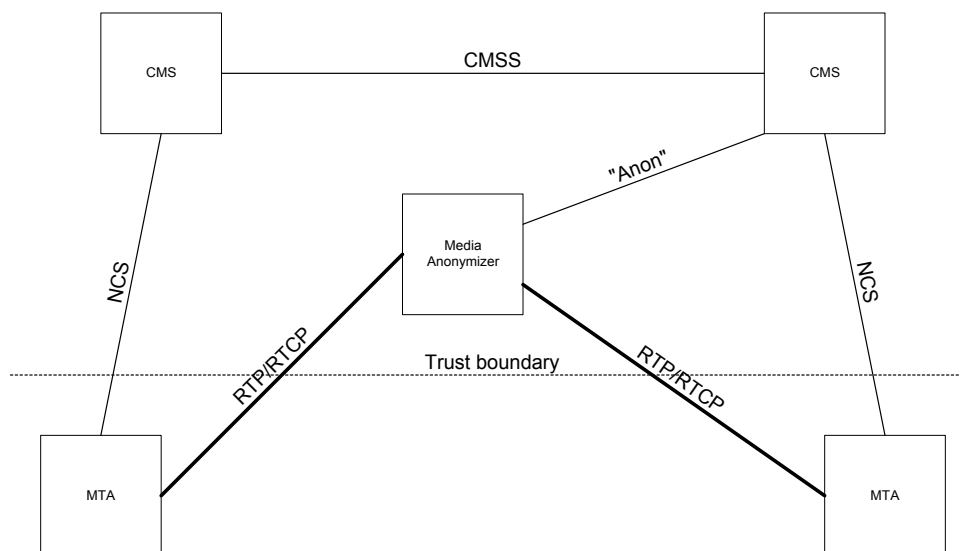 CMS
CMSS
CMS
"Anon"
Media
Anonymizer
NCS
NCS
RTP/RTCP
Trust boundary
RTP/RTCP
MTA
MTA